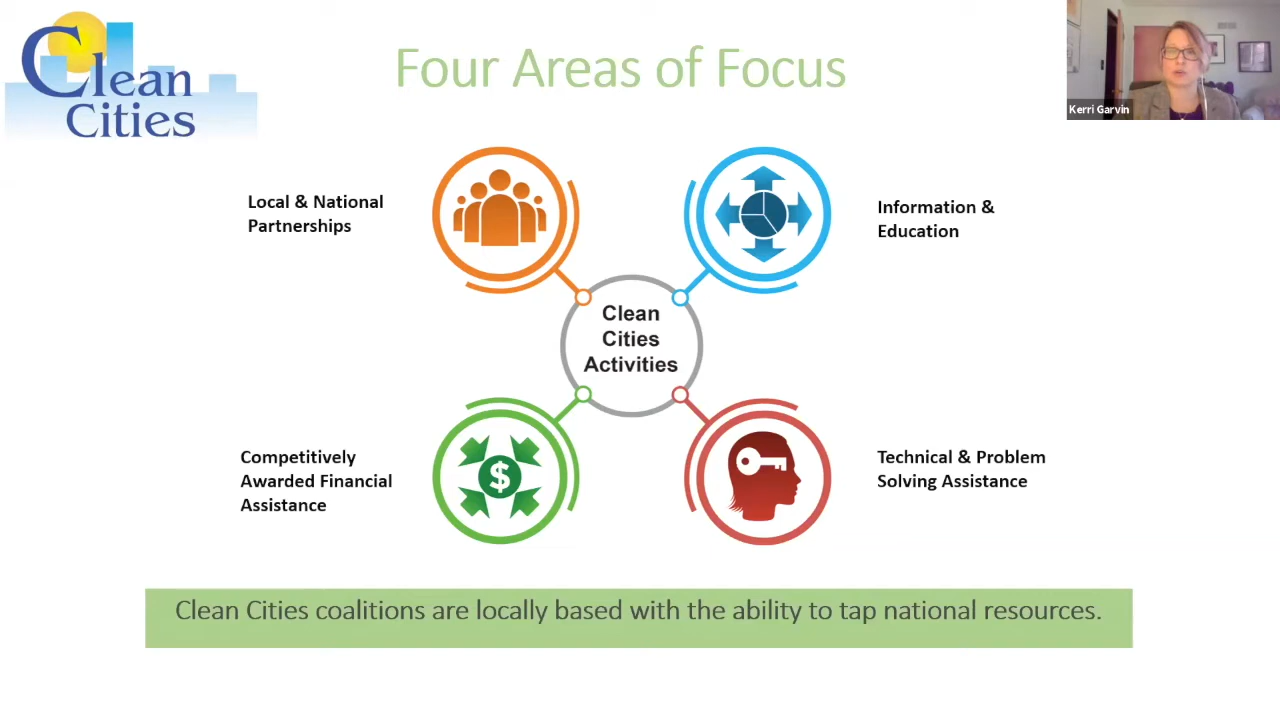 Clean
Cities
Four Areas of Focus
Kerri Garvin
Local & National
Partnerships
Information &
Education
Clean
Cities
Activities
Competitively
Awarded Financial
Assistance
$
Technical & Problem
Solving Assistance
Clean Cities coalitions are locally based with the ability to tap national resources.